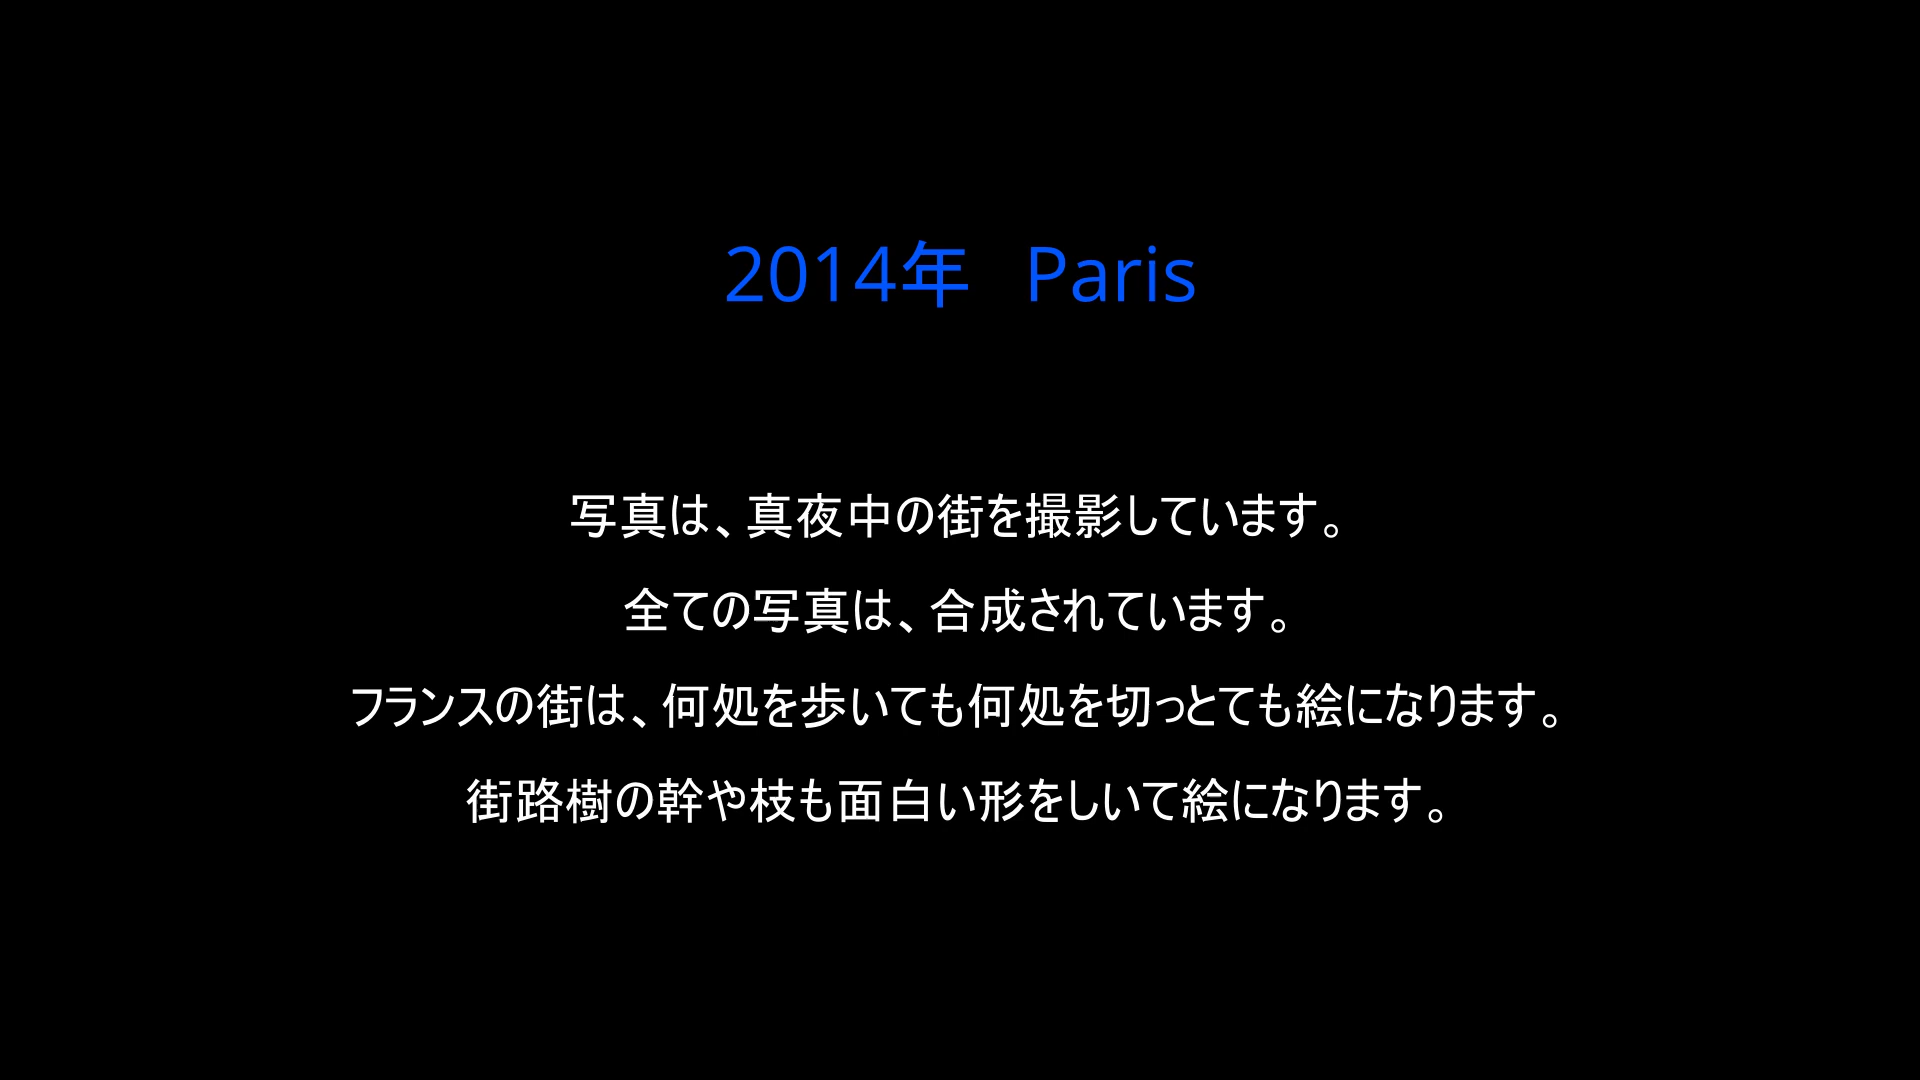 2014年 Paris
写真は、真夜中の街を撮影しています。
全ての写真は、合成されています。
フランスの街は、何処を歩いても何処を切っとても絵になります。
街路樹の幹や枝も面白い形をしいて絵になります。